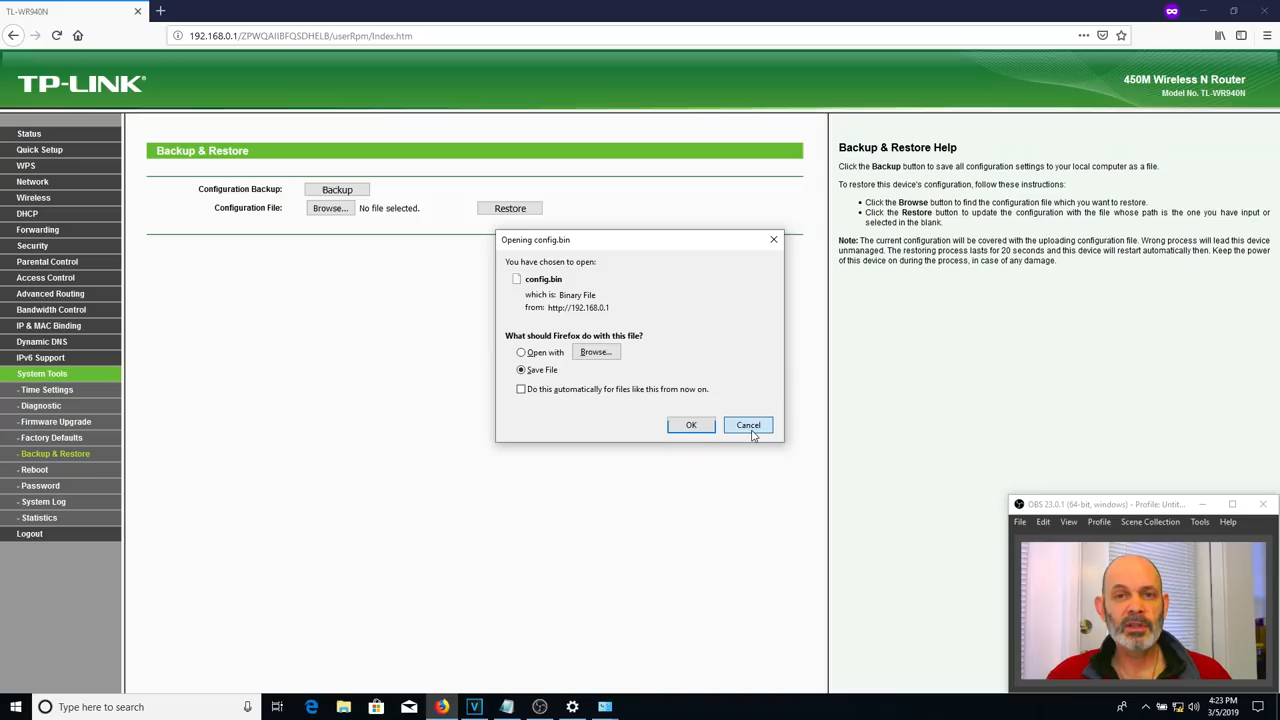 TL-WR940N
192.168.0.1/ZPWQAIIBFQSDHELB/userRpm/Index.htm
TP-LINK
450M Wireless N Router
Model No. TL-WR940N
Status
Quick Setup
WPS
Network
Wireless
DHCP
Forwarding
Security
Parental Control
Access Control
Advanced Routing
Bandwidth Control
IP & MAC Binding
Dynamic DNS
IPv6 Support
System Tools
- Time Settings
- Diagnostic
- Firmware Upgrade
- Factory Defaults
- Backup & Restore
- Reboot
- Password
- System Log
- Statistics
Logout
Backup & Restore
Configuration Backup: Backup
Configuration File: Browse... No file selected. Restore
Opening config.bin
You have chosen to open:
config.bin
which is: Binary File
from: http://192.168.0.1
What should Firefox do with this file?
Open with Browse...
Save File
Do this automatically for files like this from now on.
OK Cancel
Backup & Restore Help
Click the Backup button to save all configuration settings to your local computer as a file.
To restore this device's configuration, follow these instructions:
Click the Browse button to find the configuration file which you want to restore.
Click the Restore button to update the configuration with the file whose path is the one you have input or
selected in the blank.
Note: The current configuration will be covered with the uploading configuration file. Wrong process will lead this device
unmanaged. The restoring process lasts for 20 seconds and this device will restart automatically then. Keep the power
of this device on during the process, in case of any damage.
OBS 23.0.1 (64-bit, windows) - Profile: Untit...
File Edit View Profile Scene Collection Tools Help
Type here to search
4:23 PM
3/5/2019